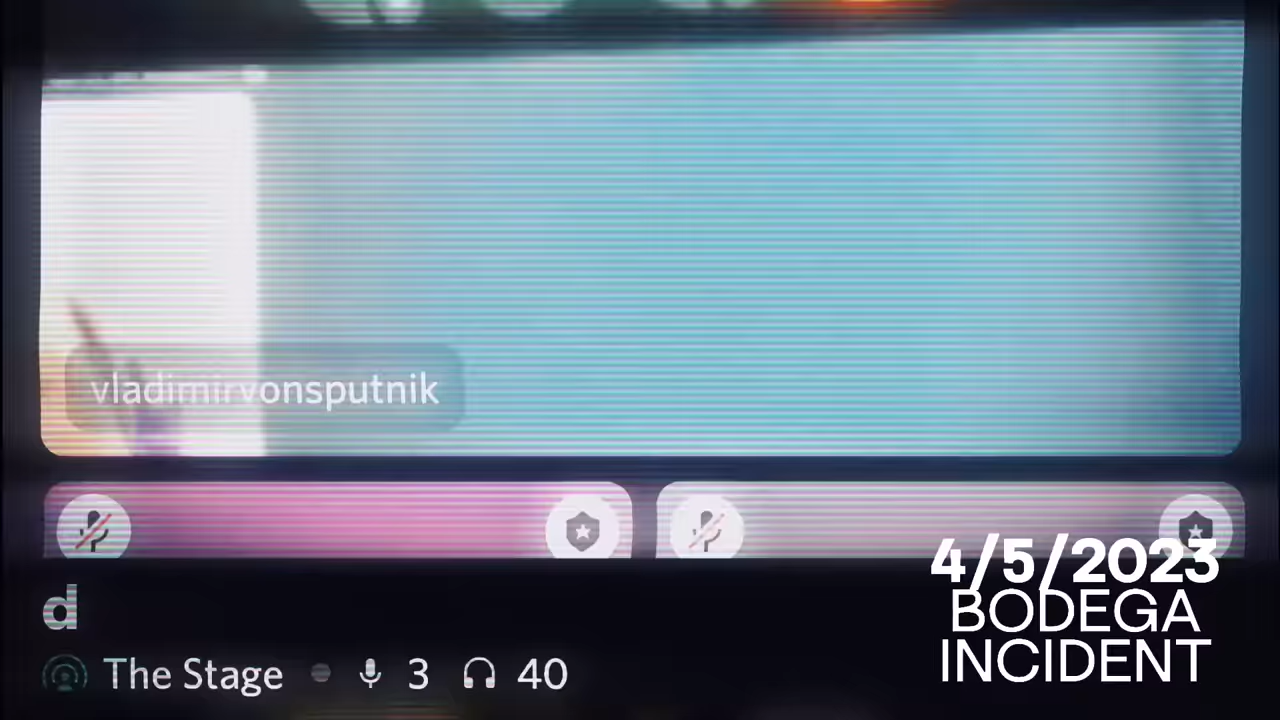 vladimirvonsputnik
d
The Stage 3 40
4/5/2023
BODEGA
INCIDENT